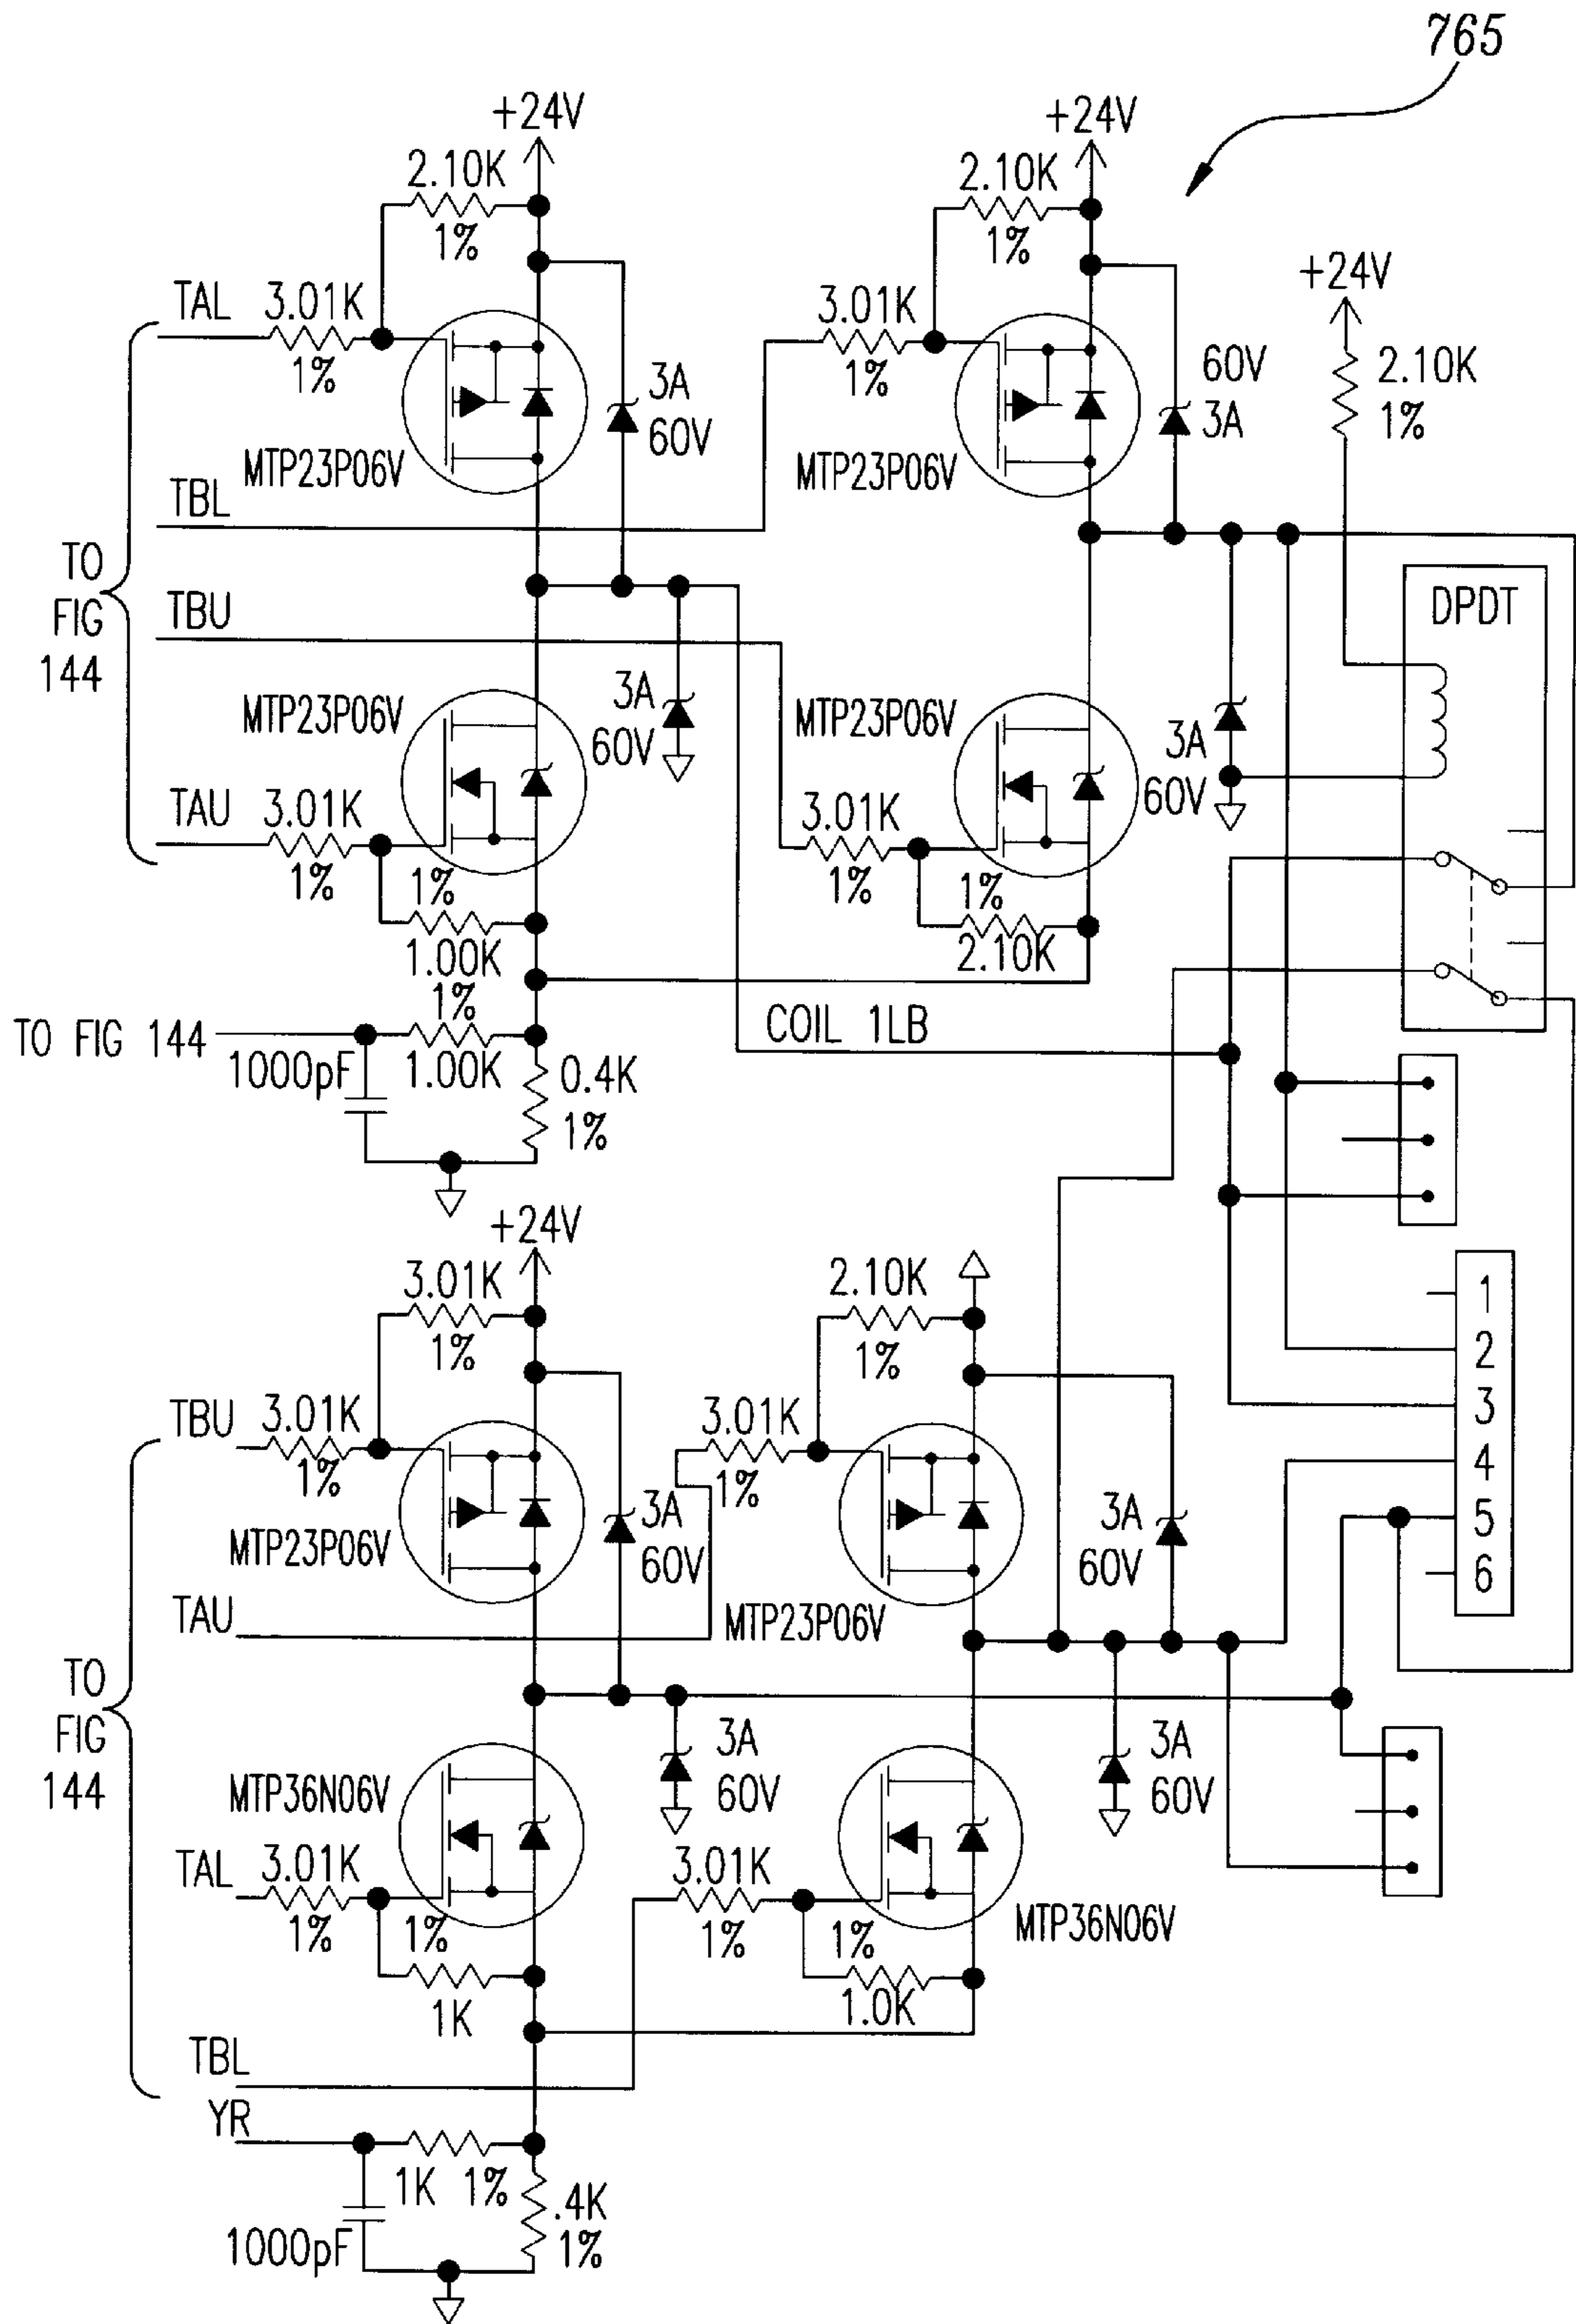 765
+24V
+24V
2.10K
1%
2.10K
1%
+24V
TAL
3.01K
1%
3.01K
1%
3A
60V
60V
3A
2.10K
1%
MTP23P06V
MTP23P06V
TBL
TO
FIG
144
TBU
DPDT
MTP23P06V
3A
60V
MTP23P06V
3A
60V
TAU
3.01K
1%
3.01K
1%
1%
1.00K
1%
2.10K
1%
TO FIG 144
1.00K
COIL 1LB
1000pF
0.4K
1%
+24V
3.01K
1%
2.10K
1%
1
2
3
4
5
6
TBU
3.01K
1%
3.01K
1%
3A
60V
3A
60V
MTP23P06V
TAU
MTP23P06V
TO
FIG
144
3A
60V
3A
60V
MTP36N06V
TAL
3.01K
1%
3.01K
1%
MTP36N06V
1%
1K
1%
1.0K
TBL
YR
1K
1%
.4K
1%
1000pF